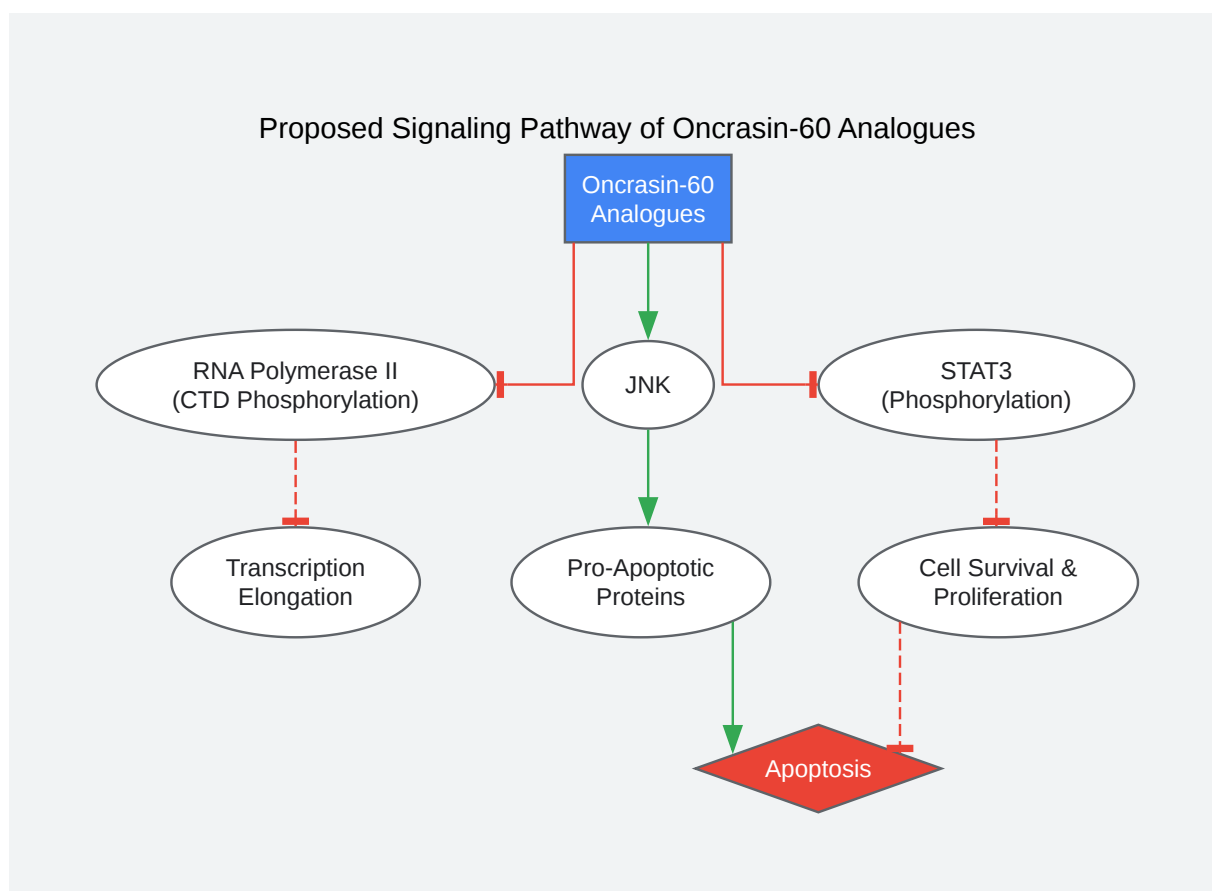 Proposed Signaling Pathway of Oncrasin-60 Analogues
Oncrasin-60
Analogues
RNA Polymerase II
(CTD Phosphorylation)
JNK
STAT3
(Phosphorylation)
Transcription
Elongation
Pro-Apoptotic
Proteins
Cell Survival &
Proliferation
Apoptosis